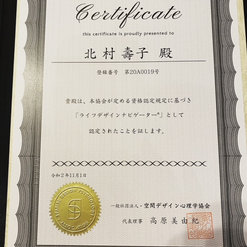 Certificate
this certificate is proudly presented to
北村壽子 殿
登録番号 第20A0019号
貴殿は、本協会が定める資格認定規定に基づき
「ライフデザインナビゲーター®」として
認定されたことを証します。
令和2年11月1日
一般社団法人・空間デザイン心理学協会
代表理事 高原美由紀